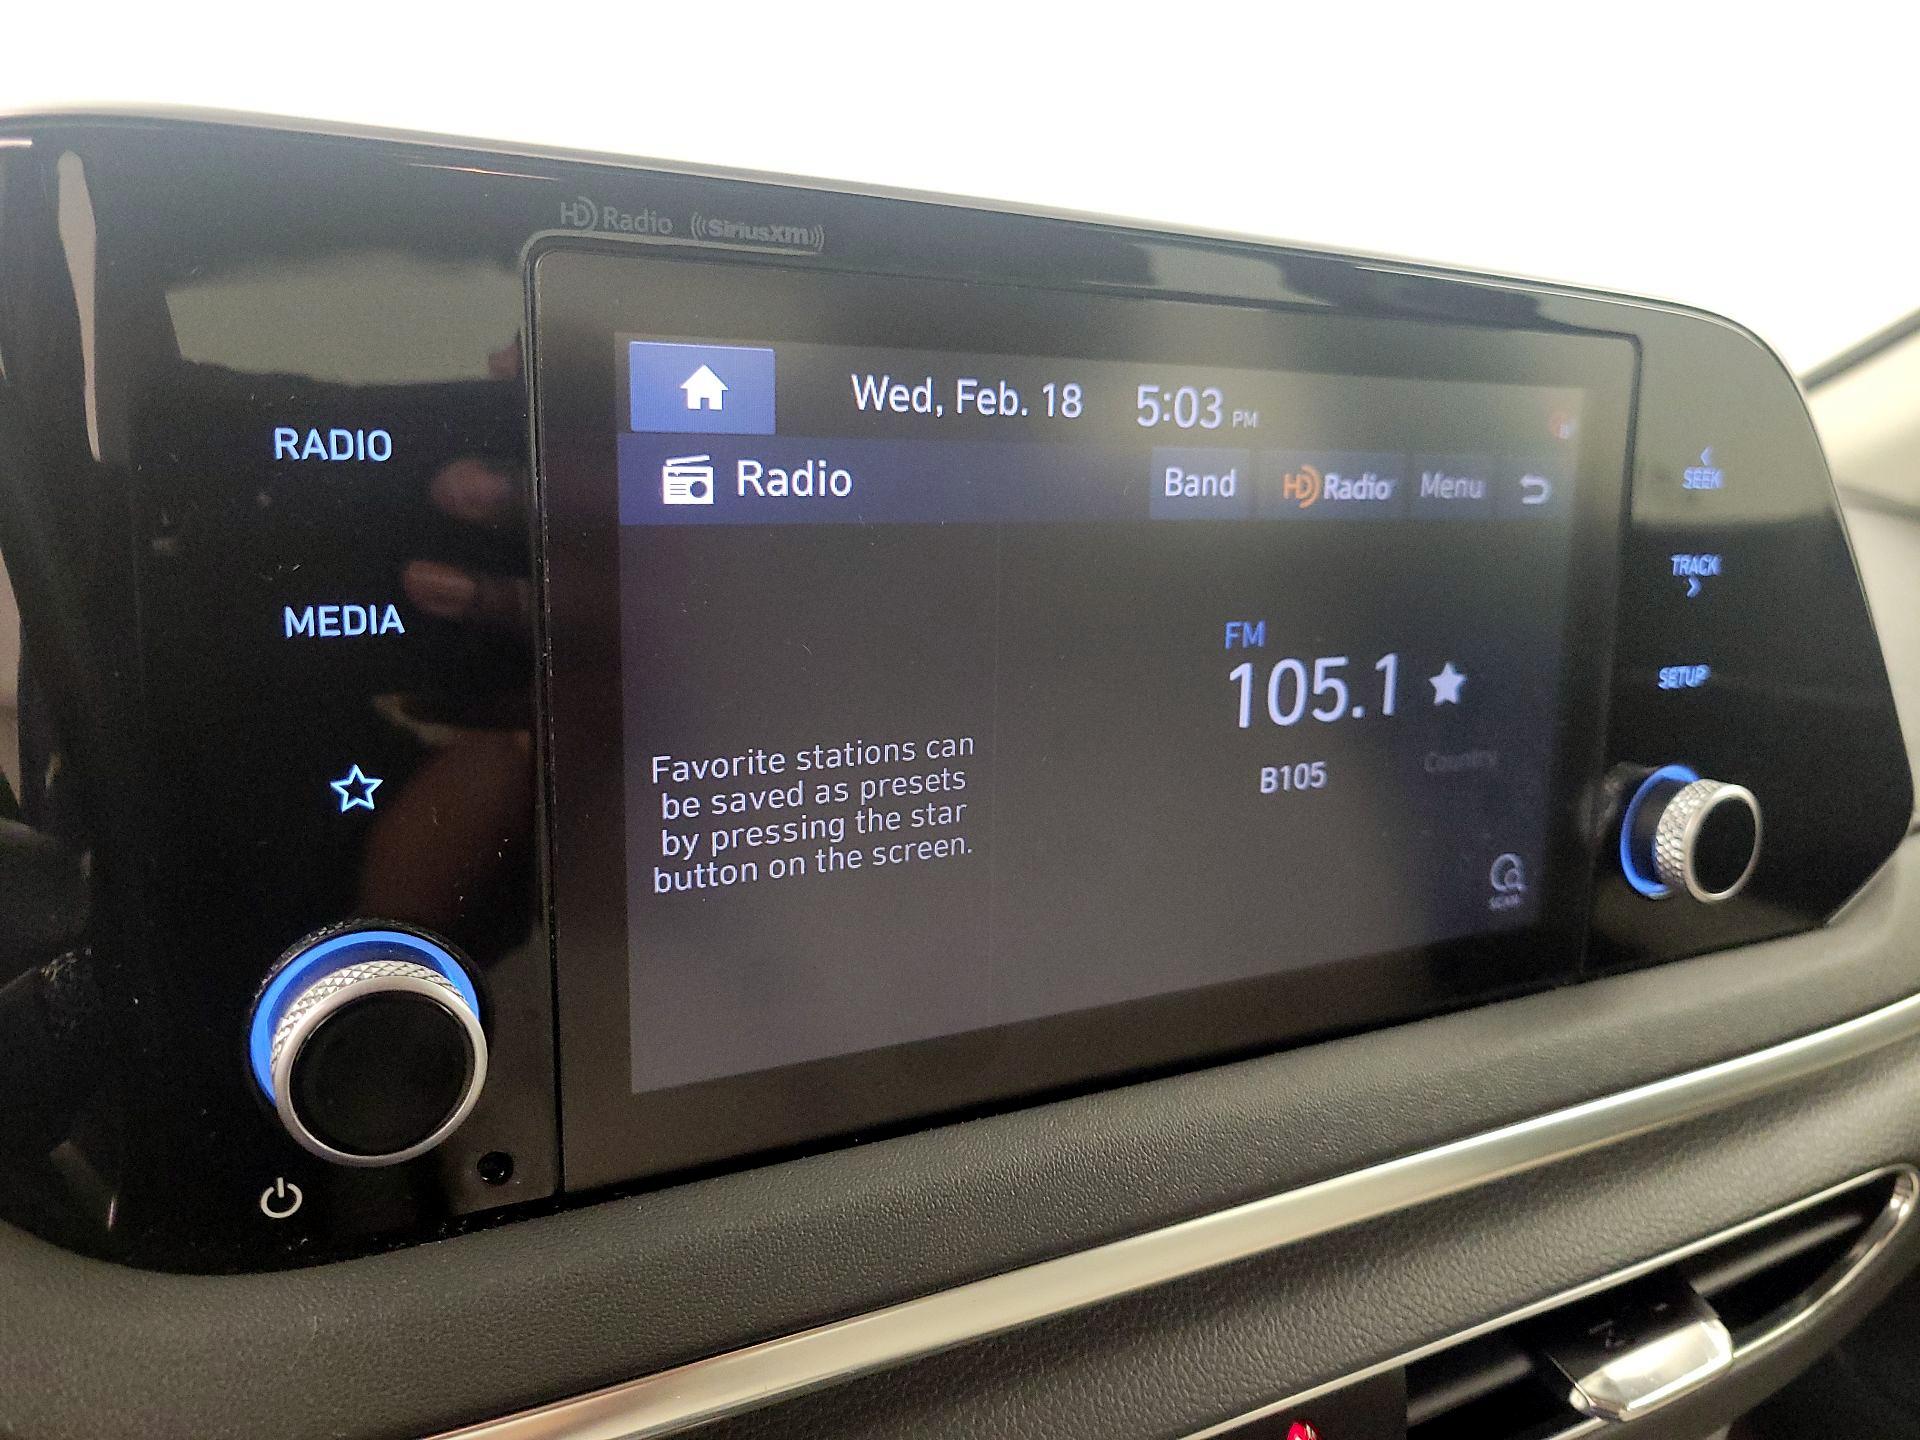 HD Radio ((SiriusXM))
RADIO
MEDIA
Wed, Feb. 18 5:03 PM
Radio Band HD Radio Menu
FM
105.1
B105 Country
Favorite stations can
be saved as presets
by pressing the star
button on the screen.
SCAN
< SEEK
TRACK >
SETUP